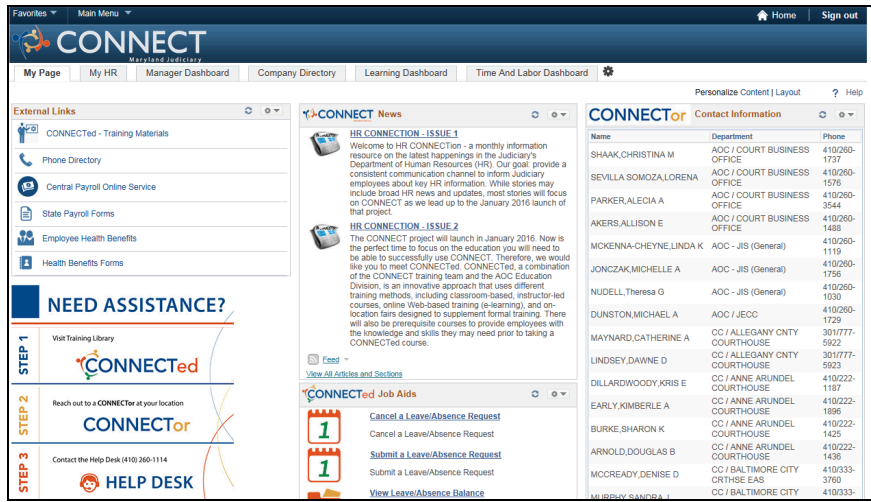 Favorites Main Menu Home Sign out
CONNECT
Maryland Judiciary
My Page My HR Manager Dashboard Company Directory Learning Dashboard Time And Labor Dashboard
Personalize Content | Layout ? Help
External Links
CONNECTed - Training Materials
Phone Directory
Central Payroll Online Service
State Payroll Forms
Employee Health Benefits
Health Benefits Forms
NEED ASSISTANCE?
STEP 1
Visit Training Library
CONNECTed
STEP 2
Reach out to a CONNECTor at your location
CONNECTor
STEP 3
Contact the Help Desk (410) 260-1114
HELP DESK
CONNECT News
HR CONNECTION - ISSUE 1
Welcome to HR CONNECTion - a monthly information
resource on the latest happenings in the Judiciary's
Department of Human Resources (HR). Our goal: provide a
consistent communication channel to inform Judiciary
employees about key HR information. While stories may
include broad HR news and updates, most stories will focus
on CONNECT as we lead up to the January 2016 launch of
that project.
HR CONNECTION - ISSUE 2
The CONNECT project will launch in January 2016. Now is
the perfect time to focus on the education you will need to
be able to successfully use CONNECT. Therefore, we would
like you to meet CONNECTed. CONNECTed, a combination
of the CONNECT training team and the AOC Education
Division, is an innovative approach that uses different
training methods, including classroom-based, instructor-led
courses, online Web-based training (e-learning), and on-
location fairs designed to supplement formal training. There
will also be prerequisite courses to provide employees with
the knowledge and skills they may need prior to taking a
CONNECTed course.
Feed
View All Articles and Sections
CONNECTed Job Aids
1
Cancel a Leave/Absence Request
Cancel a Leave/Absence Request
1
Submit a Leave/Absence Request
Submit a Leave/Absence Request
View Leave/Absence Balance
CONNECTor Contact Information
Name Department Phone
SHAAK,CHRISTINA M AOC / COURT BUSINESS OFFICE 410/260-1737
SEVILLA SOMOZA,LORENA AOC / COURT BUSINESS OFFICE 410/260-1576
PARKER,ALECIA A AOC / COURT BUSINESS OFFICE 410/260-3544
AKERS,ALLISON E AOC / COURT BUSINESS OFFICE 410/260-1488
MCKENNA-CHEYNE,LINDA K AOC - JIS (General) 410/260-1119
JONCZAK,MICHELLE A AOC - JIS (General) 410/260-1756
NUDELL,Theresa G AOC - JIS (General) 410/260-1030
DUNSTON,MICHAEL A AOC / JECC 410/260-1729
MAYNARD,CATHERINE A CC / ALLEGANY CNTY COURTHOUSE 301/777-5922
LINDSEY,DAWNE D CC / ALLEGANY CNTY COURTHOUSE 301/777-5923
DILLARDWOODY,KRIS E CC / ANNE ARUNDEL COURTHOUSE 410/222-1187
EARLY,KIMBERLE A CC / ANNE ARUNDEL COURTHOUSE 410/222-1896
BURKE,SHARON K CC / ANNE ARUNDEL COURTHOUSE 410/222-1425
ARNOLD,DOUGLAS B CC / ANNE ARUNDEL COURTHOUSE 410/222-1436
MCCREADY,DENISE D CC / BALTIMORE CITY CRTHSE EAS 410/333-3760
MURPHY,SANDRA L CC / BALTIMORE CITY 410/333-